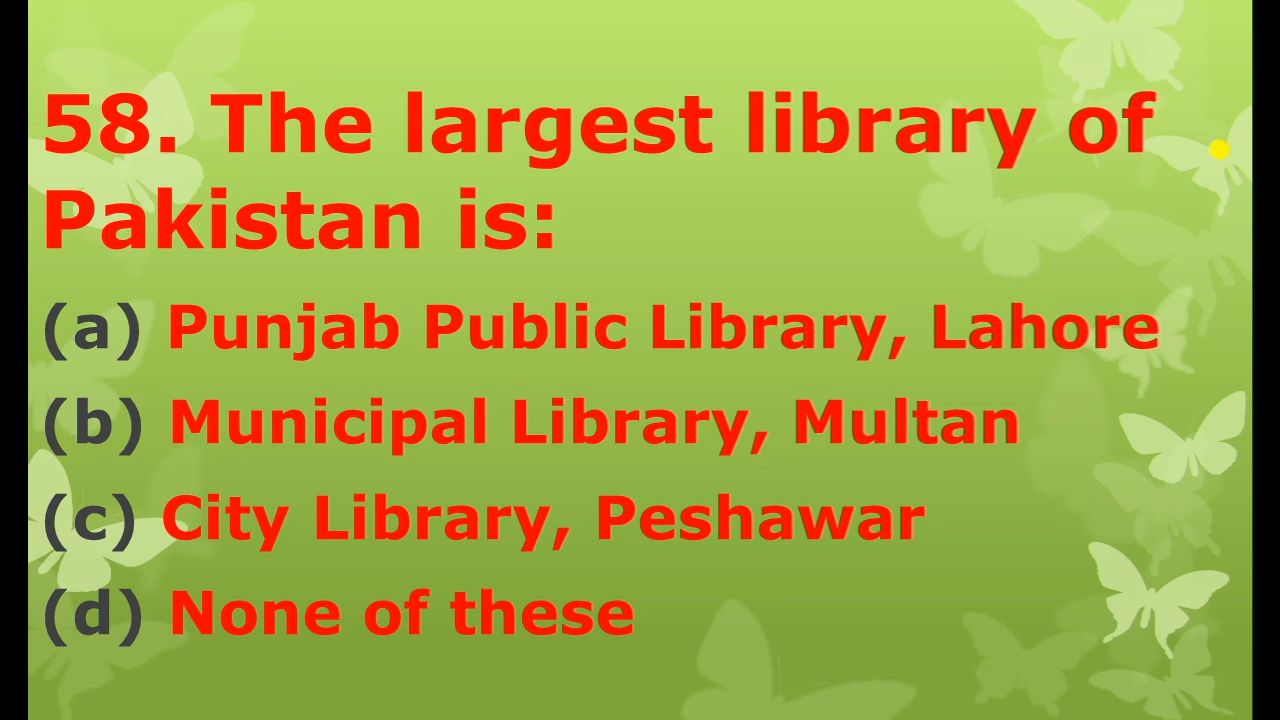 58. The largest library of
Pakistan is:
(a) Punjab Public Library, Lahore
(b) Municipal Library, Multan
(c) City Library, Peshawar
(d) None of these